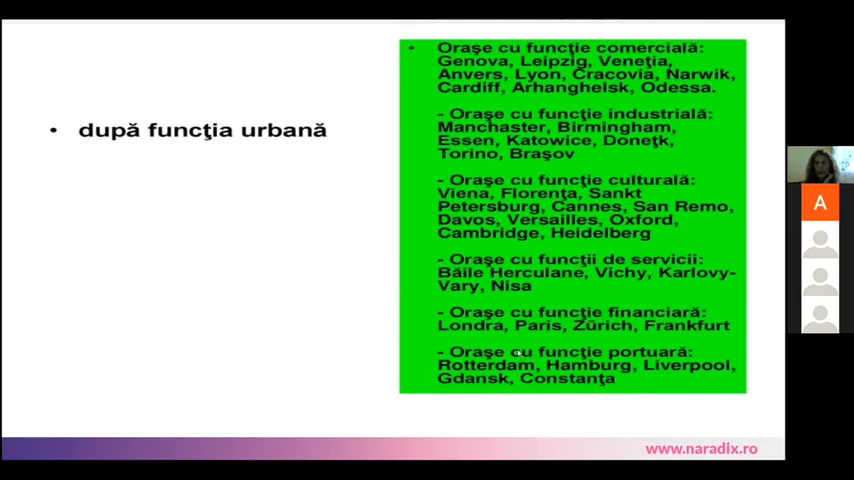 • după funcţia urbană
• Oraşe cu funcţie comercială:
Genova, Leipzig, Veneţia,
Anvers, Lyon, Cracovia, Narwik,
Cardiff, Arhanghelsk, Odessa.
- Oraşe cu funcţie industrială:
Manchaster, Birmingham,
Essen, Katowice, Doneţk,
Torino, Braşov
- Oraşe cu funcţie culturală:
Viena, Florenţa, Sankt
Petersburg, Cannes, San Remo,
Davos, Versailles, Oxford,
Cambridge, Heidelberg
- Oraşe cu funcţii de servicii:
Băile Herculane, Vichy, Karlovy-
Vary, Nisa
- Oraşe cu funcţie financiară:
Londra, Paris, Zűrich, Frankfurt
- Oraşe cu funcţie portuară:
Rotterdam, Hamburg, Liverpool,
Gdansk, Constanţa
A
www.naradix.ro